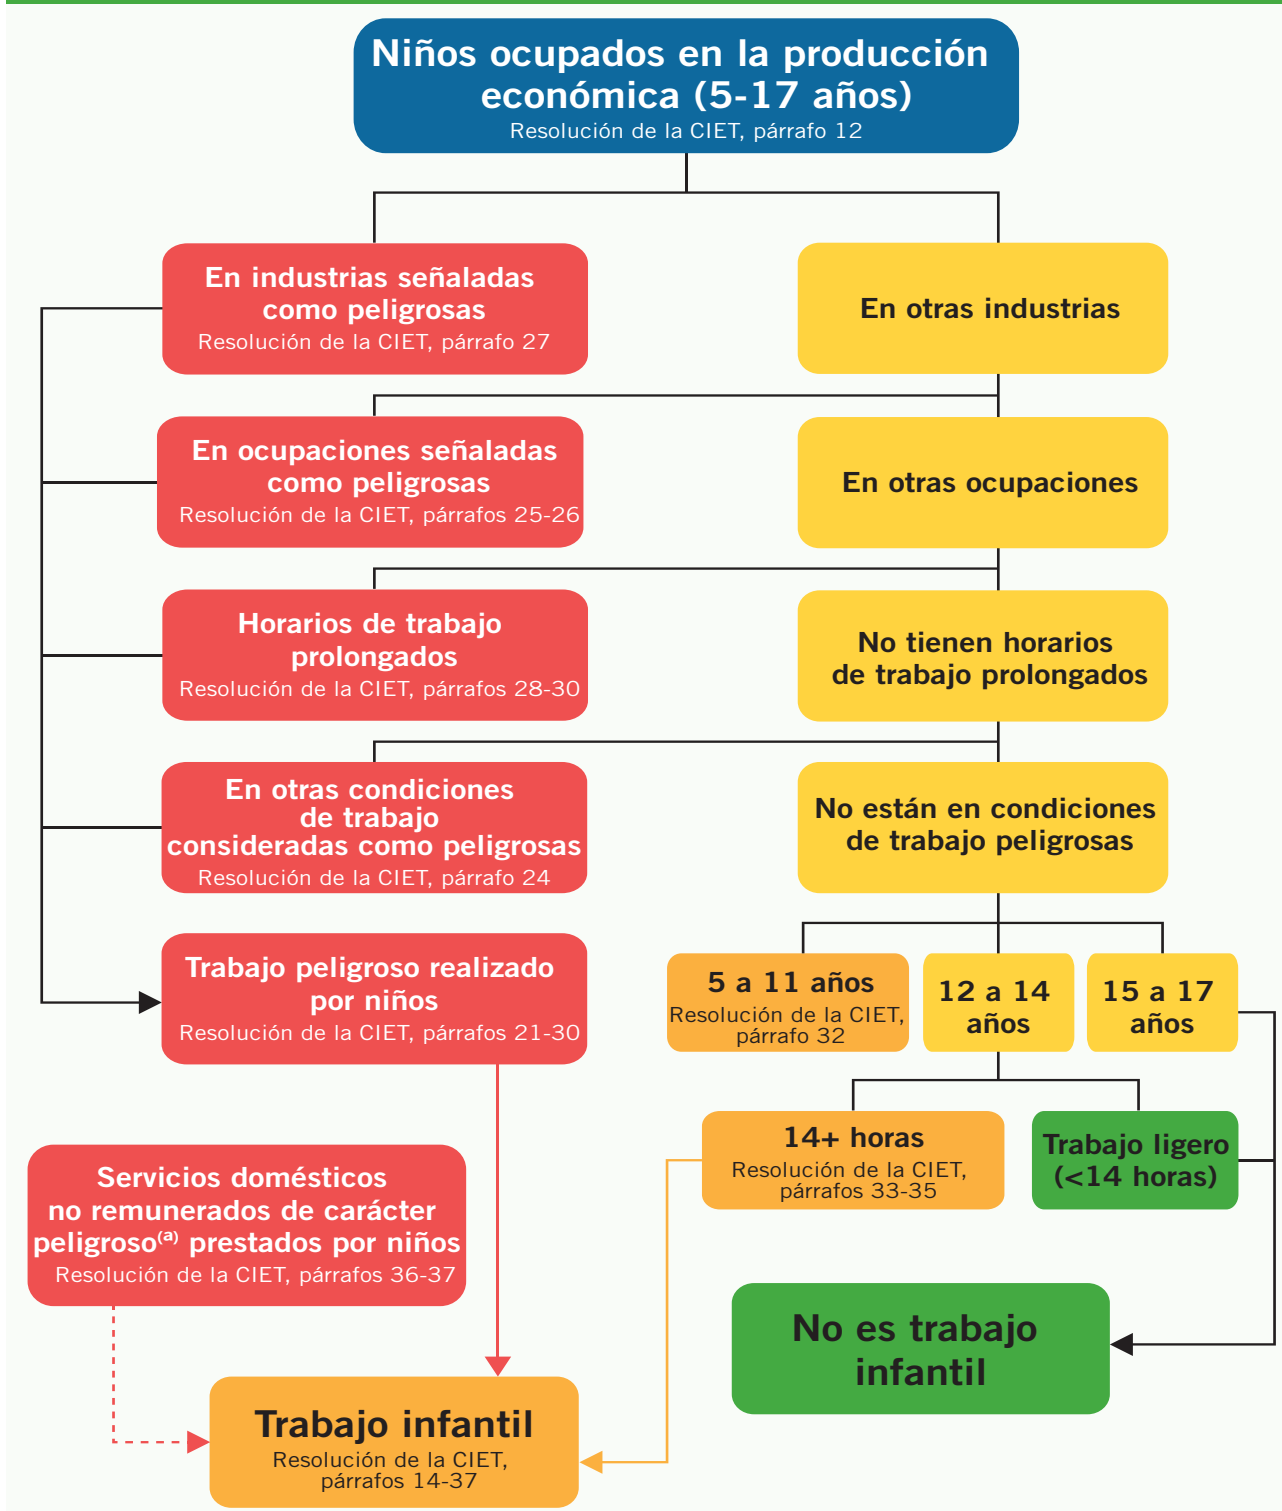 Niños ocupados en la producción
económica (5-17 años)
Resolución de la CIET, párrafo 12
En industrias señaladas
como peligrosas
Resolución de la CIET, párrafo 27
En otras industrias
En ocupaciones señaladas
como peligrosas
Resolución de la CIET, párrafos 25-26
En otras ocupaciones
Horarios de trabajo
prolongados
Resolución de la CIET, párrafos 28-30
No tienen horarios
de trabajo prolongados
En otras condiciones
de trabajo
consideradas como peligrosas
Resolución de la CIET, párrafo 24
No están en condiciones
de trabajo peligrosas
Trabajo peligroso realizado
por niños
Resolución de la CIET, párrafos 21-30
5 a 11 años
Resolución de la CIET,
párrafo 32
12 a 14
años
15 a 17
años
14+ horas
Resolución de la CIET,
párrafos 33-35
Trabajo ligero
(<14 horas)
Servicios domésticos
no remunerados de carácter
peligroso(a) prestados por niños
Resolución de la CIET, párrafos 36-37
No es trabajo
infantil
Trabajo infantil
Resolución de la CIET,
párrafos 14-37